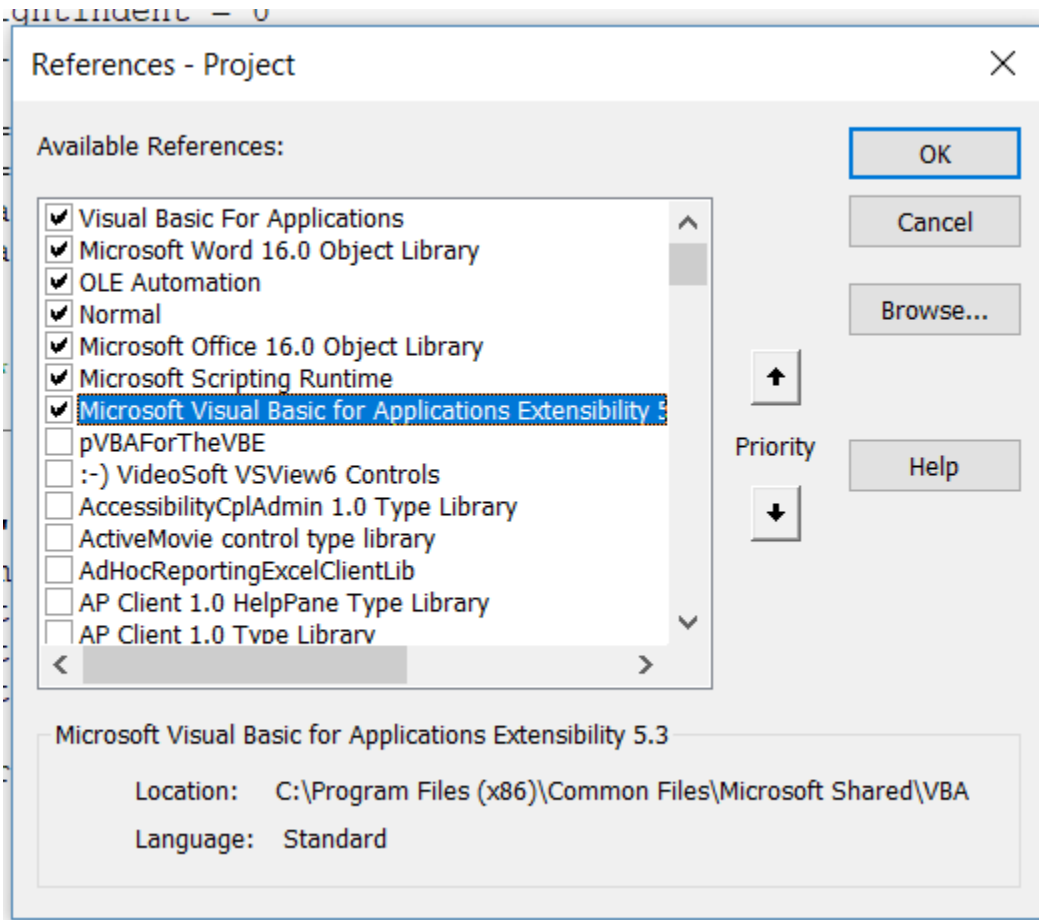 ghtIndent = 0
References - Project
Available References:
OK
Visual Basic For Applications
Cancel
Microsoft Word 16.0 Object Library
OLE Automation
Normal
Browse...
Microsoft Office 16.0 Object Library
Microsoft Scripting Runtime
Microsoft Visual Basic for Applications Extensibility 5
pVBAForTheVBE
Priority
:-) VideoSoft VSView6 Controls
Help
AccessibilityCplAdmin 1.0 Type Library
ActiveMovie control type library
AdHocReportingExcelClientLib
AP Client 1.0 HelpPane Type Library
AP Client 1.0 Type Library
Microsoft Visual Basic for Applications Extensibility 5.3
Location: C:\Program Files (x86)\Common Files\Microsoft Shared\VBA
Language: Standard